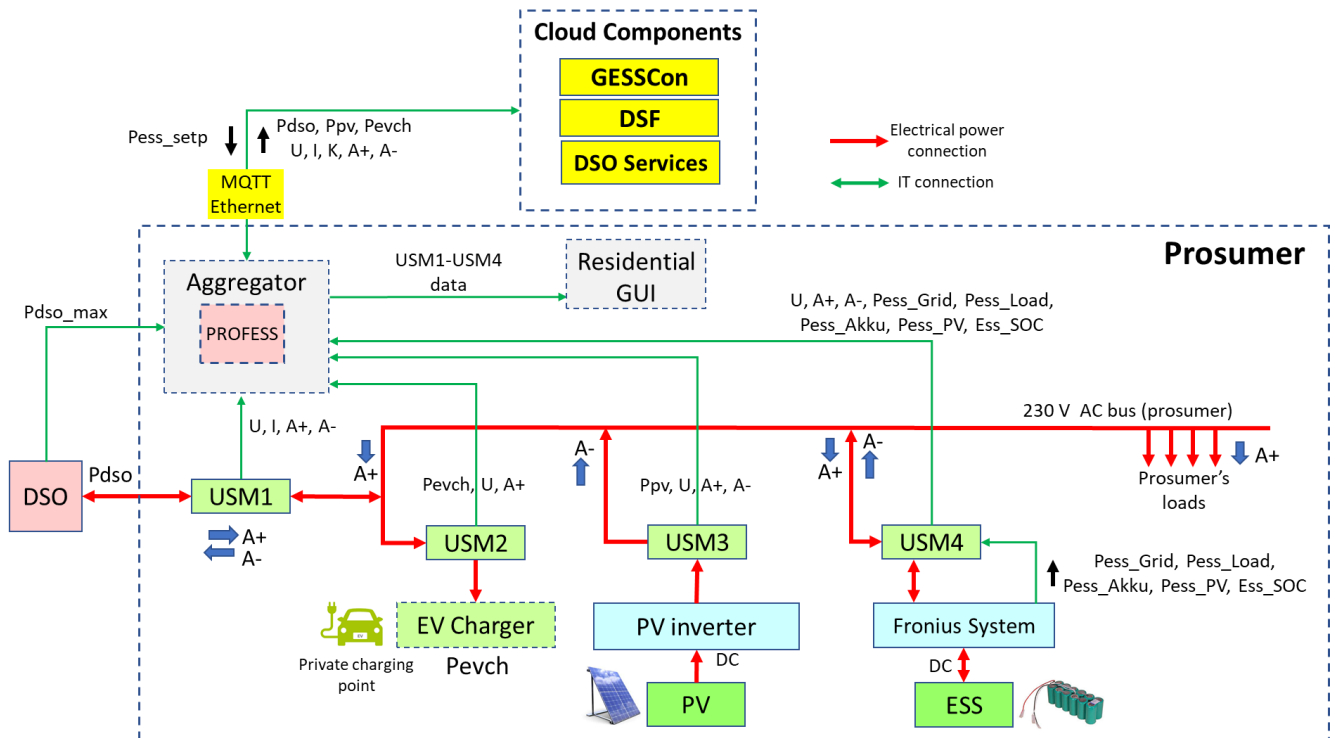 Cloud Components
GESSCon
DSF
DSO Services
Pess_setp
Pdso, Ppv, Pevch
U, I, K, A+, A-
MQTT
Ethernet
Electrical power
connection
IT connection
Prosumer
Aggregator
PROFESS
USM1-USM4
data
Residential
GUI
Pdso_max
U, A+, A-, Pess_Grid, Pess_Load,
Pess_Akku, Pess_PV, Ess_SOC
U, I, A+, A-
230 V AC bus (prosumer)
A+
A-
A+
A-
A+
Prosumer's
loads
DSO
Pdso
USM1
A+
A-
Pevch, U, A+
USM2
Ppv, U, A+, A-
USM3
USM4
Pess_Grid, Pess_Load,
Pess_Akku, Pess_PV, Ess_SOC
EV
Private charging
point
EV Charger
Pevch
PV inverter
DC
PV
Fronius System
DC
ESS